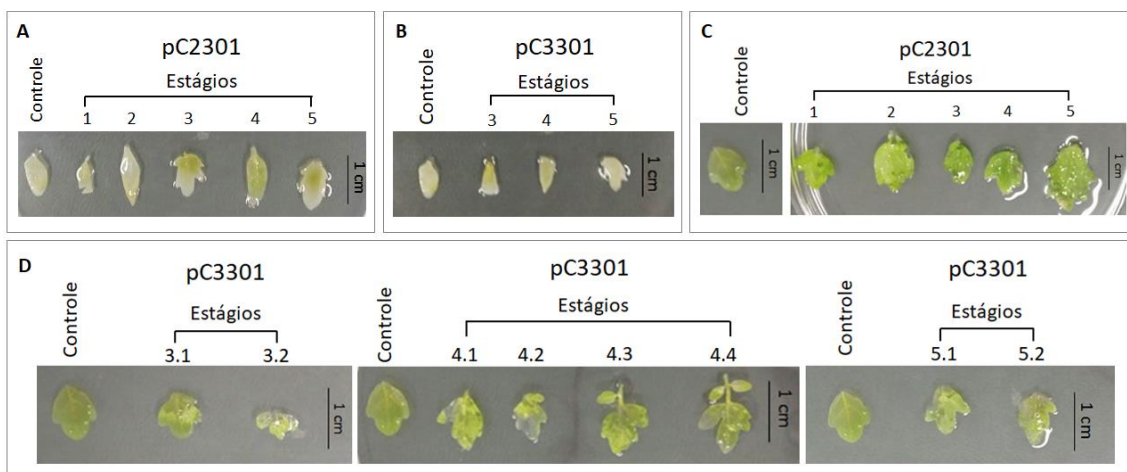 A
pC2301
Estágios
Controle
1 2 3 4 5
1 cm
B
pC3301
Estágios
Controle
3 4 5
1 cm
C
pC2301
Estágios
Controle
1 2 3 4 5
1 cm
D
pC3301
Estágios
Controle
3.1 3.2
1 cm
pC3301
Estágios
Controle
4.1 4.2 4.3 4.4
1 cm
pC3301
Estágios
Controle
5.1 5.2
1 cm